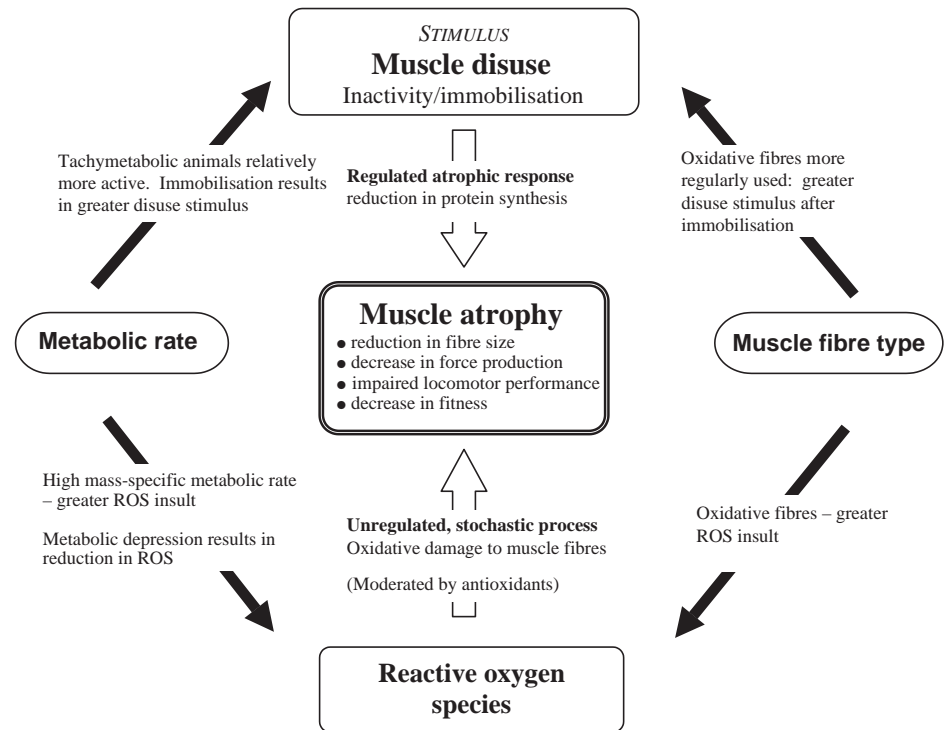 STIMULUS
Muscle disuse
Inactivity/immobilisation
Tachymetabolic animals relatively
more active. Immobilisation results
in greater disuse stimulus
Regulated atrophic response
reduction in protein synthesis
Oxidative fibres more
regularly used: greater
disuse stimulus after
immobilisation
Metabolic rate
Muscle atrophy
● reduction in fibre size
● decrease in force production
● impaired locomotor performance
● decrease in fitness
Muscle fibre type
High mass-specific metabolic rate
– greater ROS insult
Metabolic depression results in
reduction in ROS
Unregulated, stochastic process
Oxidative damage to muscle fibres
(Moderated by antioxidants)
Oxidative fibres – greater
ROS insult
Reactive oxygen
species